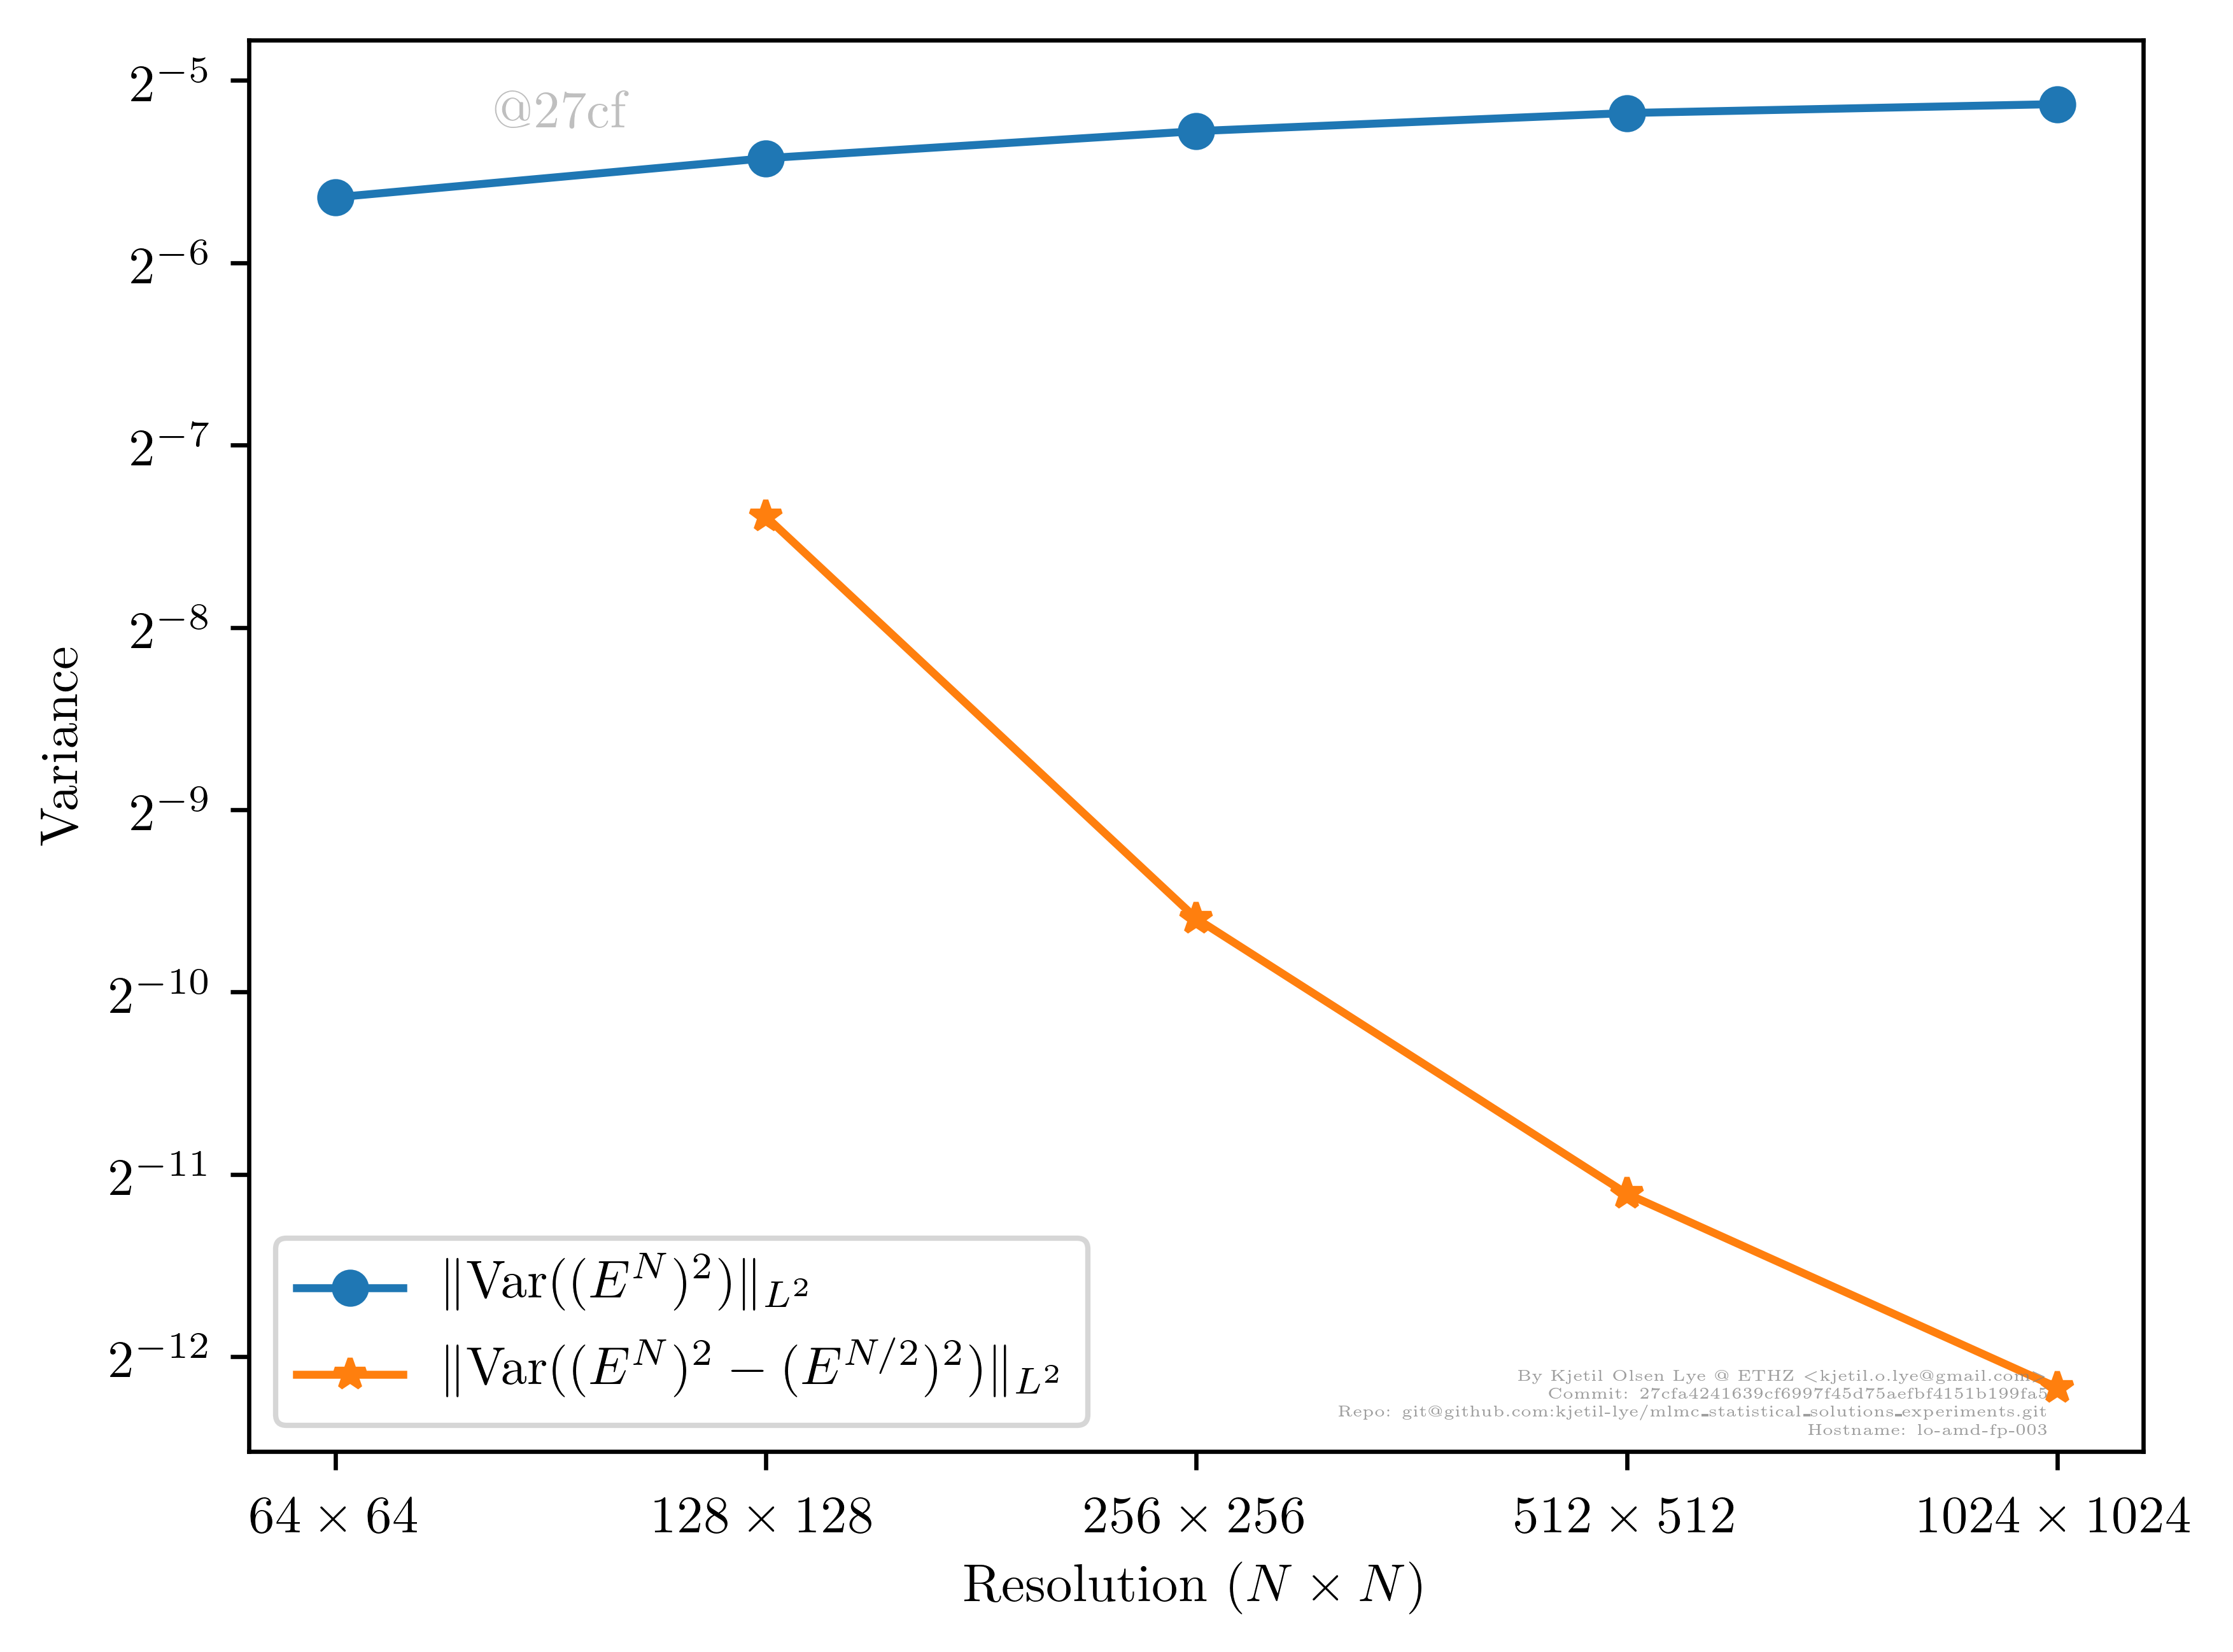 @27cf
2⁻⁵
2⁻⁶
2⁻⁷
2⁻⁸
2⁻⁹
2⁻¹⁰
2⁻¹¹
2⁻¹²
Variance
‖Var((E^N)²)‖_{L²}
‖Var((E^N)² − (E^{N/2})²)‖_{L²}
By Kjetil Olsen Lye @ ETHZ <kjetil.o.lye@gmail.com>
Commit: 27cfa4241639cf6997f45d75aefbf4151b199fa5
Repo: git@github.com:kjetil-lye/mlmc_statistical_solutions_experiments.git
Hostname: lo-amd-fp-003
64 × 64 128 × 128 256 × 256 512 × 512 1024 × 1024
Resolution (N × N)